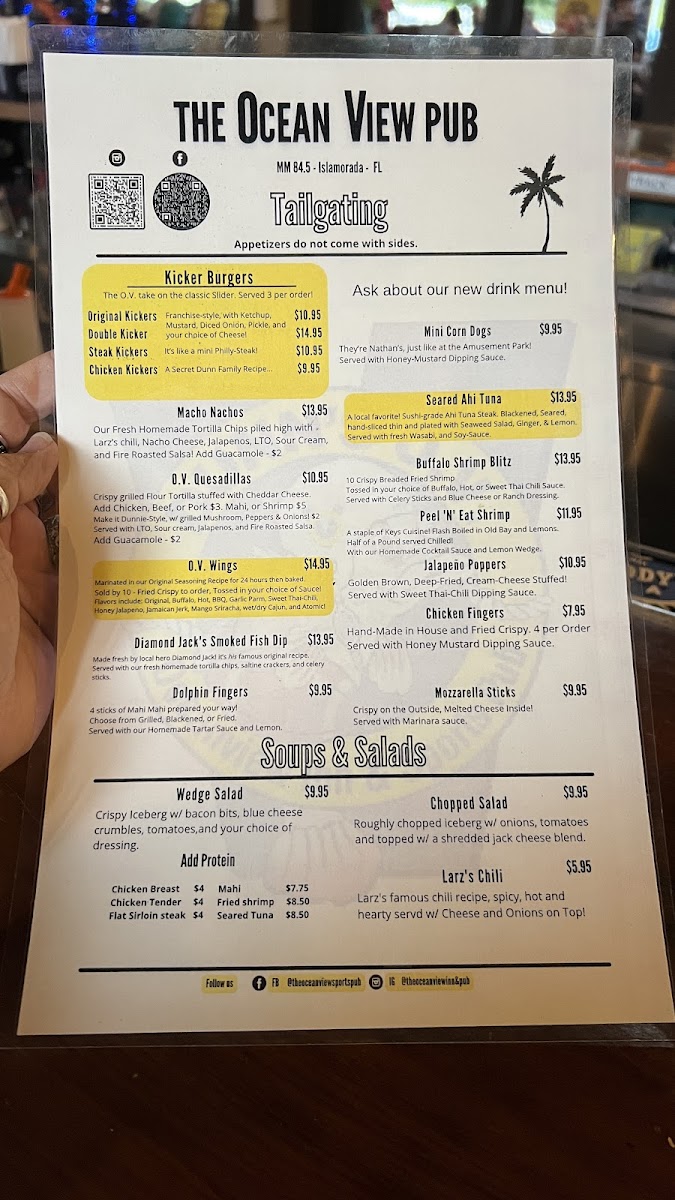 THE OCEAN VIEW PUB
MM 84.5 - Islamorada - FL
Tailgating
Appetizers do not come with sides.
Kicker Burgers
The O.V. take on the classic Slider. Served 3 per order!
Original Kickers Franchise-style, with Ketchup, $10.95
Mustard, Diced Onion, Pickle, and
Double Kicker your choice of Cheese! $14.95
Steak Kickers It's like a mini Philly-Steak! $10.95
Chicken Kickers A Secret Dunn Family Recipe... $9.95
Macho Nachos $13.95
Our Fresh Homemade Tortilla Chips piled high with
Larz's chili, Nacho Cheese, Jalapenos, LTO, Sour Cream,
and Fire Roasted Salsa! Add Guacamole - $2
O.V. Quesadillas $10.95
Crispy grilled Flour Tortilla stuffed with Cheddar Cheese.
Add Chicken, Beef, or Pork $3. Mahi, or Shrimp $5
Make it Dunnie-Style, w/ grilled Mushroom, Peppers & Onions! $2
Served with LTO, Sour cream, Jalapenos, and Fire Roasted Salsa.
Add Guacamole - $2
O.V. Wings $14.95
Marinated in our Original Seasoning Recipe for 24 hours then baked.
Sold by 10 - Fried Crispy to order, Tossed in your choice of Sauce!
Flavors include: Original, Buffalo, Hot, BBQ, Garlic Parm, Sweet Thai-Chili,
Honey Jalapeno, Jamaican Jerk, Mango Sriracha, wet/dry Cajun, and Atomic!
Diamond Jack's Smoked Fish Dip $13.95
Made fresh by local hero Diamond Jack! It's his famous original recipe.
Served with our fresh homemade tortilla chips, saltine crackers, and celery
sticks.
Dolphin Fingers $9.95
4 sticks of Mahi Mahi prepared your way!
Choose from Grilled, Blackened, or Fried.
Served with our Homemade Tartar Sauce and Lemon.
Ask about our new drink menu!
Mini Corn Dogs $9.95
They're Nathan's, just like at the Amusement Park!
Served with Honey-Mustard Dipping Sauce.
Seared Ahi Tuna $13.95
A local favorite! Sushi-grade Ahi Tuna Steak. Blackened, Seared,
hand-sliced thin and plated with Seaweed Salad, Ginger, & Lemon.
Served with fresh Wasabi, and Soy-Sauce.
Buffalo Shrimp Blitz $13.95
10 Crispy Breaded Fried Shrimp
Tossed in your choice of Buffalo, Hot, or Sweet Thai Chili Sauce.
Served with Celery Sticks and Blue Cheese or Ranch Dressing.
Peel 'N' Eat Shrimp $11.95
A staple of Keys Cuisine! Flash Boiled in Old Bay and Lemons.
Half of a Pound served Chilled!
With our Homemade Cocktail Sauce and Lemon Wedge.
Jalapeño Poppers $10.95
Golden Brown, Deep-Fried, Cream-Cheese Stuffed!
Served with Sweet Thai-Chili Dipping Sauce.
Chicken Fingers $7.95
Hand-Made in House and Fried Crispy. 4 per Order
Served with Honey Mustard Dipping Sauce.
Mozzarella Sticks $9.95
Crispy on the Outside, Melted Cheese Inside!
Served with Marinara sauce.
Soups & Salads
Wedge Salad $9.95
Crispy Iceberg w/ bacon bits, blue cheese
crumbles, tomatoes,and your choice of
dressing.
Add Protein
Chicken Breast $4 Mahi $7.75
Chicken Tender $4 Fried shrimp $8.50
Flat Sirloin steak $4 Seared Tuna $8.50
Chopped Salad $9.95
Roughly chopped iceberg w/ onions, tomatoes
and topped w/ a shredded jack cheese blend.
Larz's Chili $5.95
Larz's famous chili recipe, spicy, hot and
hearty servd w/ Cheese and Onions on Top!
Follow us FB @theoceanviewsportspub IG @theoceanviewinn&pub